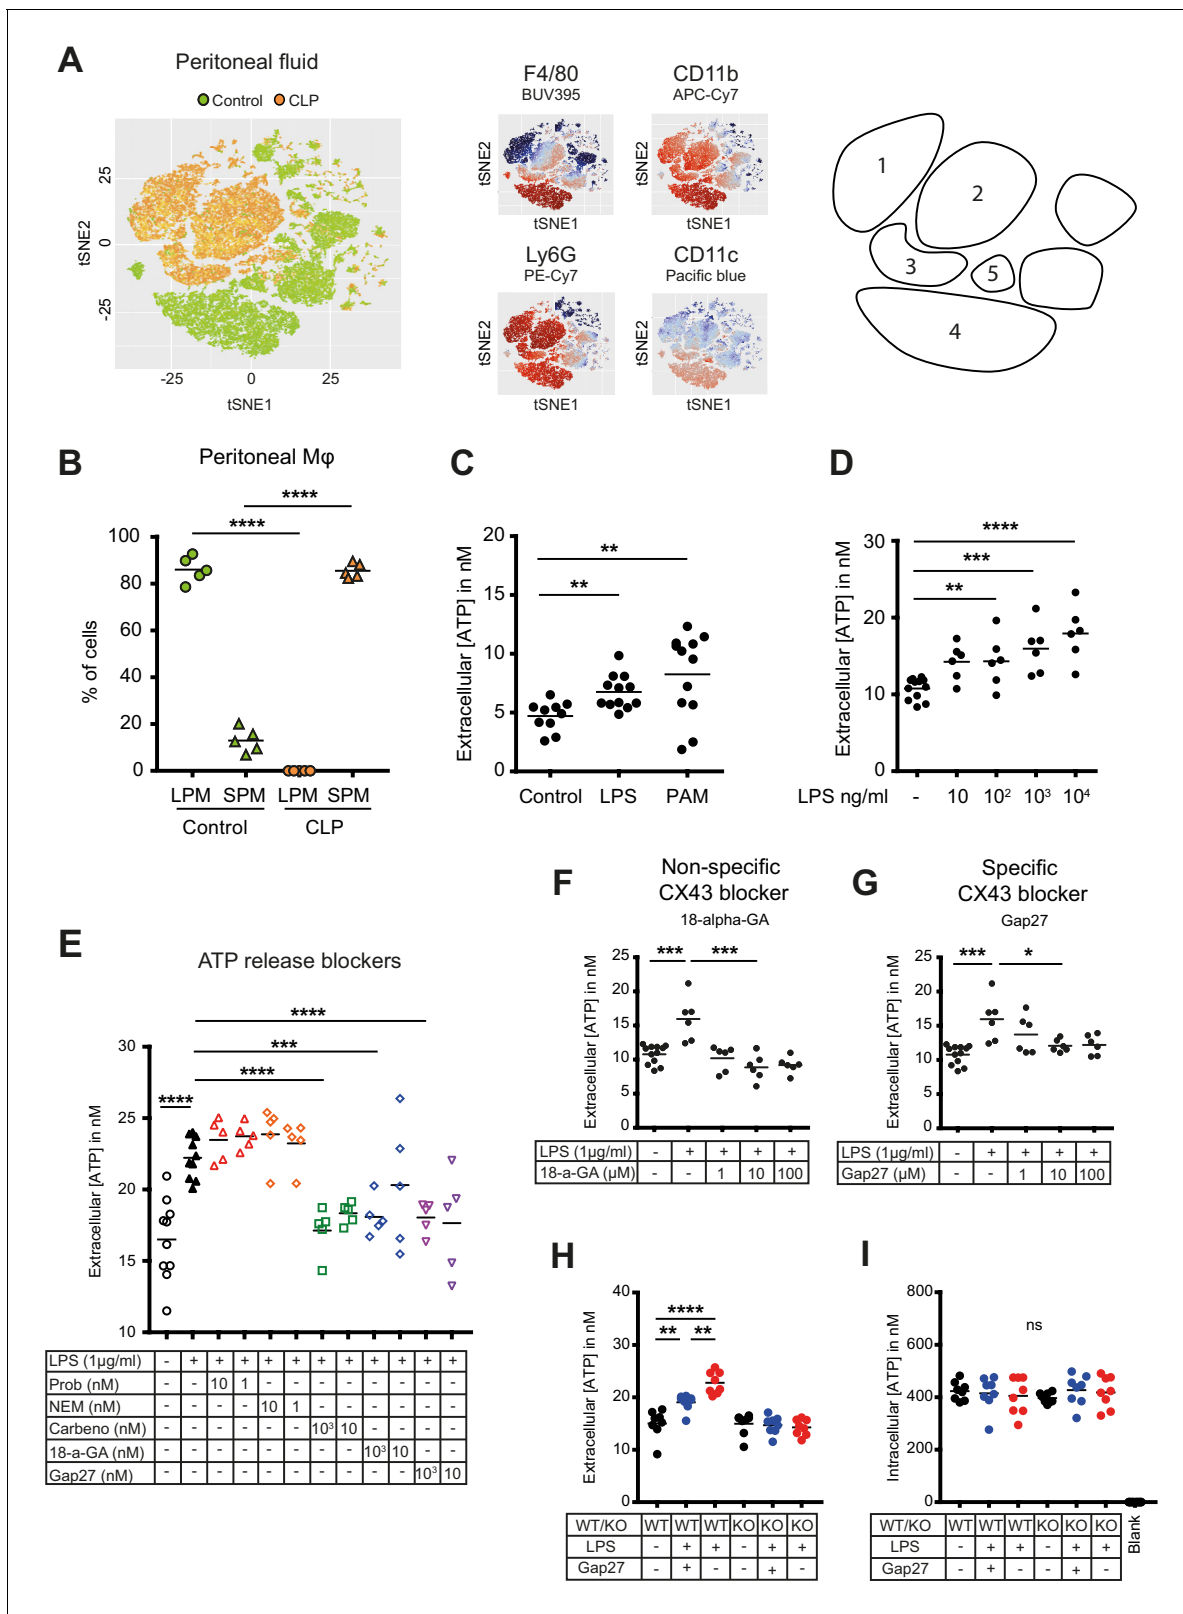 A
Peritoneal fluid
Control CLP
tSNE2
25
0
-25
-25 0 25
tSNE1
F4/80
BUV395
tSNE2
tSNE1
CD11b
APC-Cy7
tSNE1
Ly6G
PE-Cy7
tSNE2
tSNE1
CD11c
Pacific blue
tSNE1
1
2
3
5
4
B
Peritoneal Mφ
****
****
% of cells
100
80
60
40
20
0
LPM SPM LPM SPM
Control CLP
C
Extracellular [ATP] in nM
20
15
10
5
0
**
**
Control LPS PAM
D
Extracellular [ATP] in nM
30
20
10
0
****
***
**
LPS ng/ml - 10 10² 10³ 10⁴
E
ATP release blockers
****
***
****
****
Extracellular [ATP] in nM
30
25
20
15
10
LPS (1µg/ml) - + + + + + + + + + + +
Prob (nM) - - 10 1 - - - - - - - -
NEM (nM) - - - - 10 1 - - - - - -
Carbeno (nM) - - - - - - 10³ 10 - - - -
18-a-GA (nM) - - - - - - - - 10³ 10 - -
Gap27 (nM) - - - - - - - - - - 10³ 10
F
Non-specific
CX43 blocker
18-alpha-GA
*** ***
Extracellular [ATP] in nM
25
20
15
10
5
0
LPS (1µg/ml) - + + + +
18-a-GA (µM) - - 1 10 100
G
Specific
CX43 blocker
Gap27
*** *
Extracellular [ATP] in nM
25
20
15
10
5
0
LPS (1µg/ml) - + + + +
Gap27 (µM) - - 1 10 100
H
Extracellular [ATP] in nM
40
30
20
10
0
****
** **
WT/KO WT WT WT KO KO KO
LPS - + + - + +
Gap27 - + - - + -
I
Intracellular [ATP] in nM
800
600
400
200
0
ns
Blank
WT/KO WT WT WT KO KO KO
LPS - + + - + +
Gap27 - + - - + -